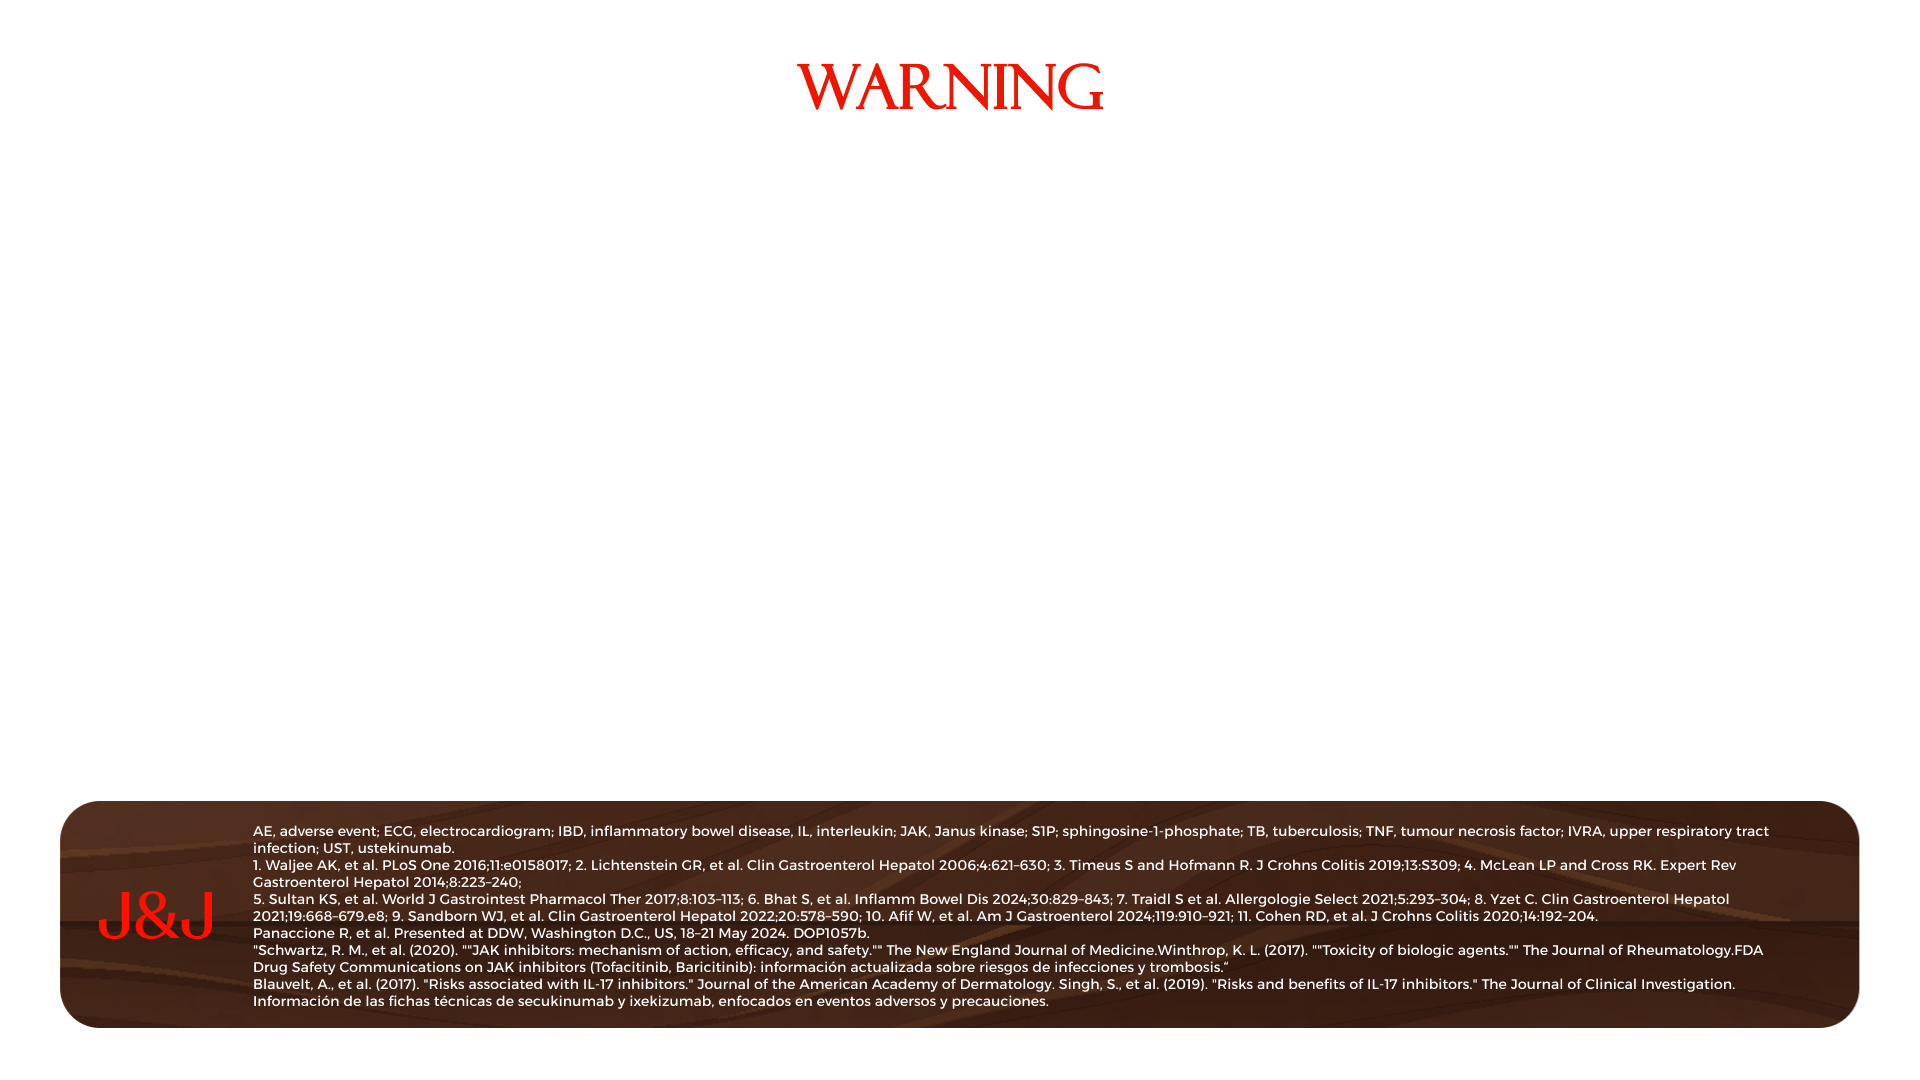 WARNING
AE, adverse event; ECG, electrocardiogram; IBD, inflammatory bowel disease, IL, interleukin; JAK, Janus kinase; S1P; sphingosine-1-phosphate; TB, tuberculosis; TNF, tumour necrosis factor; IVRA, upper respiratory tract
infection; UST, ustekinumab.
1. Waljee AK, et al. PLoS One 2016;11:e0158017; 2. Lichtenstein GR, et al. Clin Gastroenterol Hepatol 2006;4:621–630; 3. Timeus S and Hofmann R. J Crohns Colitis 2019;13:S309; 4. McLean LP and Cross RK. Expert Rev
Gastroenterol Hepatol 2014;8:223–240;
5. Sultan KS, et al. World J Gastrointest Pharmacol Ther 2017;8:103–113; 6. Bhat S, et al. Inflamm Bowel Dis 2024;30:829–843; 7. Traidl S et al. Allergologie Select 2021;5:293–304; 8. Yzet C. Clin Gastroenterol Hepatol
2021;19:668–679.e8; 9. Sandborn WJ, et al. Clin Gastroenterol Hepatol 2022;20:578–590; 10. Afif W, et al. Am J Gastroenterol 2024;119:910–921; 11. Cohen RD, et al. J Crohns Colitis 2020;14:192–204.
Panaccione R, et al. Presented at DDW, Washington D.C., US, 18–21 May 2024. DOP1057b.
"Schwartz, R. M., et al. (2020). ""JAK inhibitors: mechanism of action, efficacy, and safety."" The New England Journal of Medicine.Winthrop, K. L. (2017). ""Toxicity of biologic agents."" The Journal of Rheumatology.FDA
Drug Safety Communications on JAK inhibitors (Tofacitinib, Baricitinib): información actualizada sobre riesgos de infecciones y trombosis."
Blauvelt, A., et al. (2017). "Risks associated with IL-17 inhibitors." Journal of the American Academy of Dermatology. Singh, S., et al. (2019). "Risks and benefits of IL-17 inhibitors." The Journal of Clinical Investigation.
Información de las fichas técnicas de secukinumab y ixekizumab, enfocados en eventos adversos y precauciones.
J&J